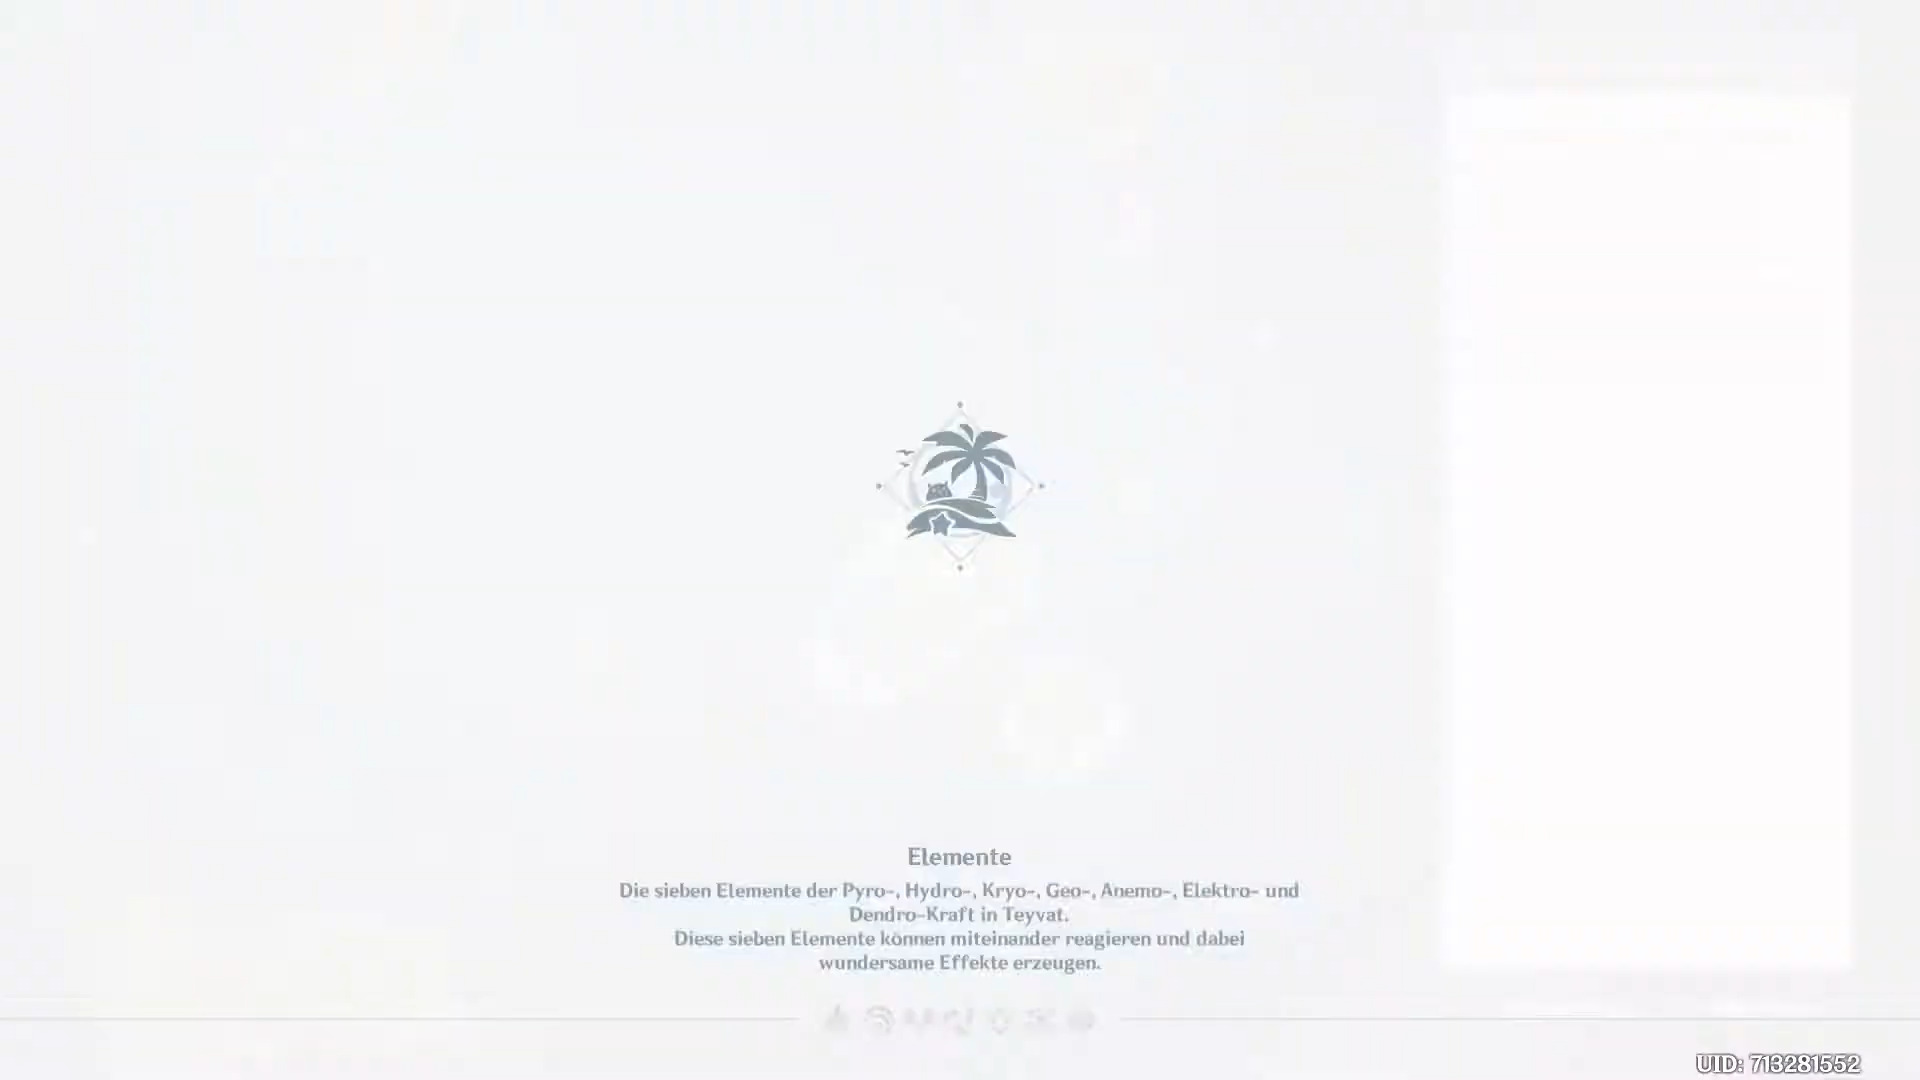 Elemente
Die sieben Elemente der Pyro-, Hydro-, Kryo-, Geo-, Anemo-, Elektro- und
Dendro-Kraft in Teyvat.
Diese sieben Elemente können miteinander reagieren und dabei
wundersame Effekte erzeugen.
UID: 713281552